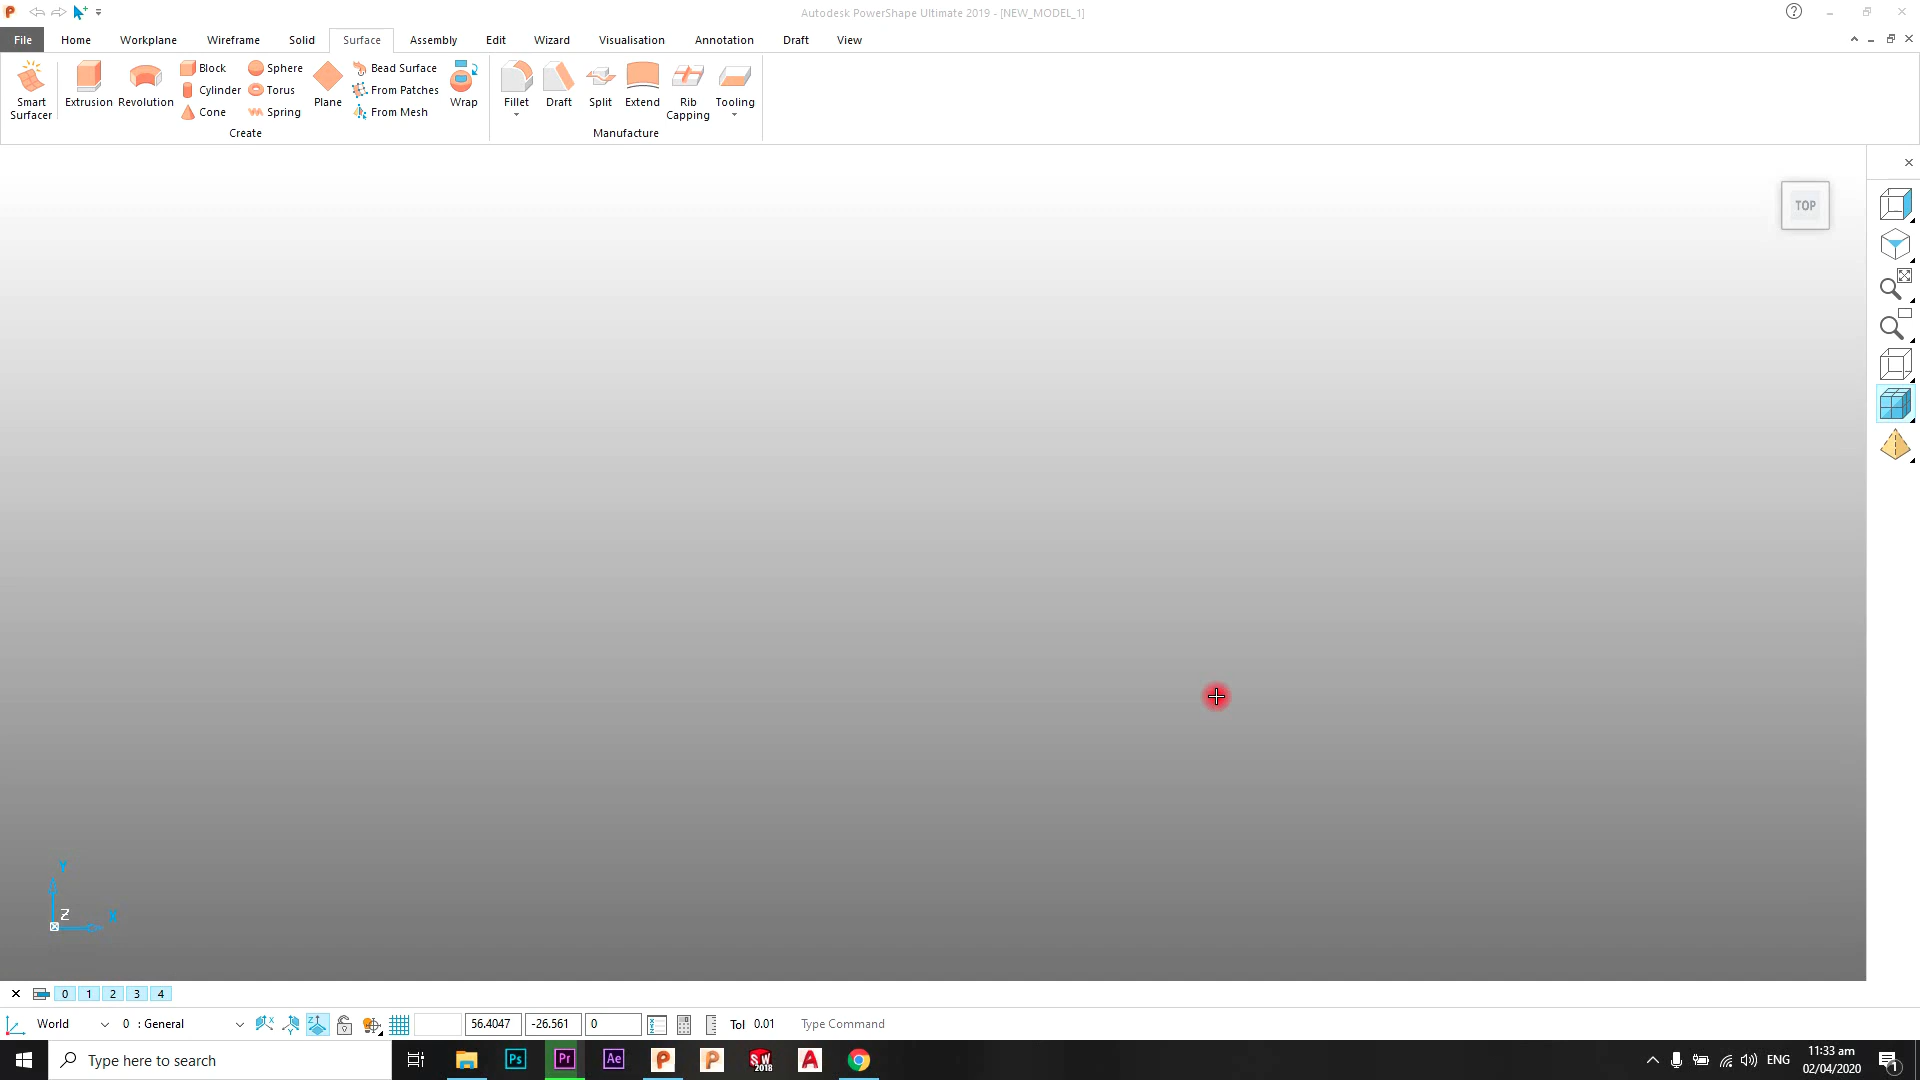 Autodesk PowerShape Ultimate 2019 - [NEW_MODEL_1]
File Home Workplane Wireframe Solid Surface Assembly Edit Wizard Visualisation Annotation Draft View
Smart Surfacer
Extrusion
Revolution
Block
Cylinder
Cone
Sphere
Torus
Spring
Plane
Bead Surface
From Patches
From Mesh
Wrap
Create
Fillet
Draft
Split
Extend
Rib Capping
Tooling
Manufacture
TOP
Y
Z
X
0 1 2 3 4
World 0 : General 56.4047 -26.561 0 Tol 0.01 Type Command
Type here to search
Ps
Pr
Ae
P
P
SW 2018
A
ENG
11:33 am
02/04/2020
1